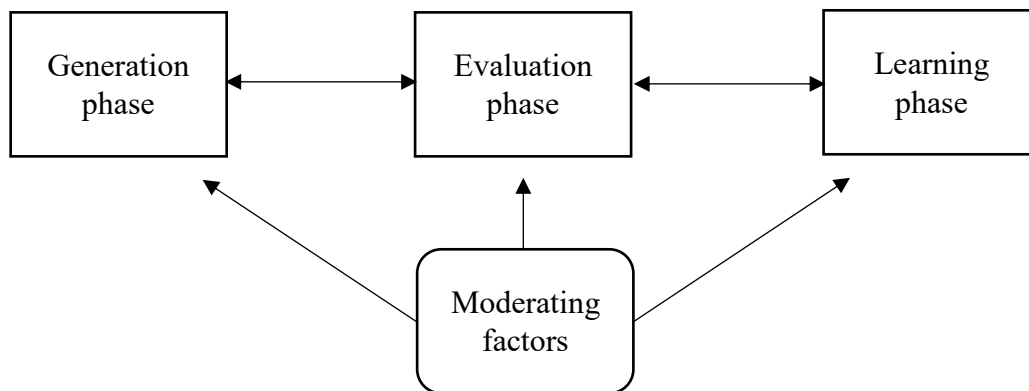 Generation
phase
Evaluation
phase
Learning
phase
Moderating
factors